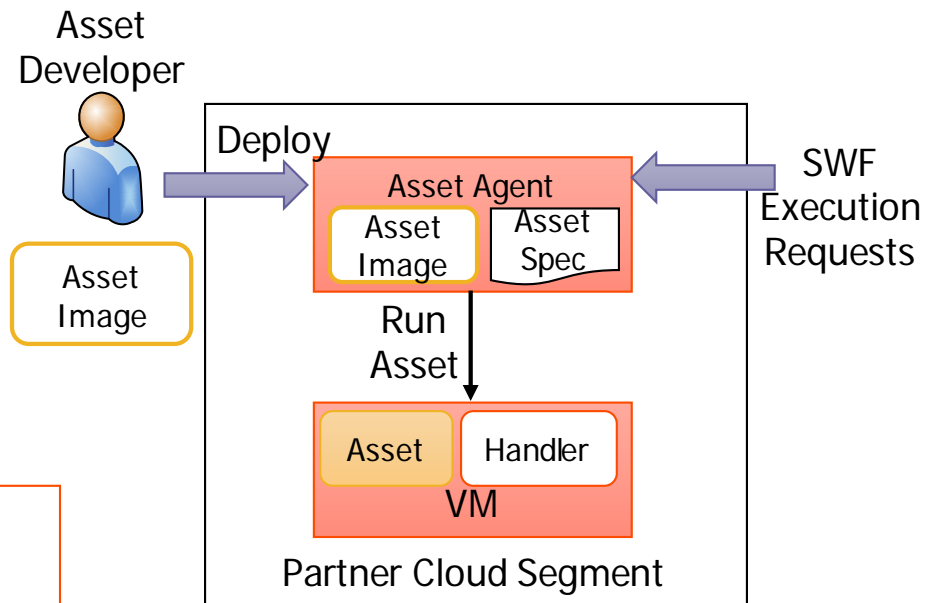 Asset
Developer
Deploy
Asset Agent
SWF
Execution
Requests
Asset
Image
Asset
Spec
Asset
Image
Run
Asset
Asset
Handler
VM
Partner Cloud Segment